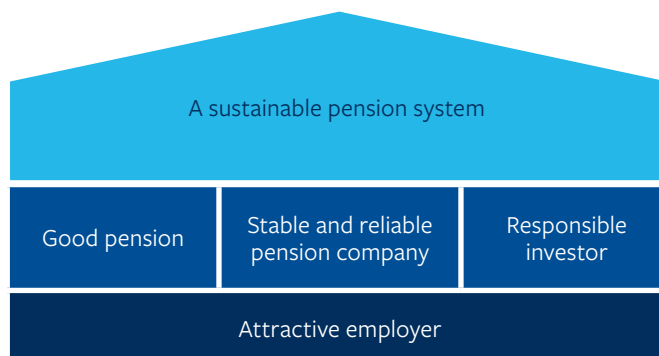 A sustainable pension system
Good pension
Stable and reliable
pension company
Responsible
investor
Attractive employer